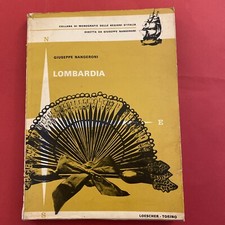 COLLANA DI MONOGRAFIE DELLE REGIONI D'ITALIA
DIRETTA DA GIUSEPPE NANGERONI
N
GIUSEPPE NANGERONI
LOMBARDIA
E
LOESCHER - TORINO